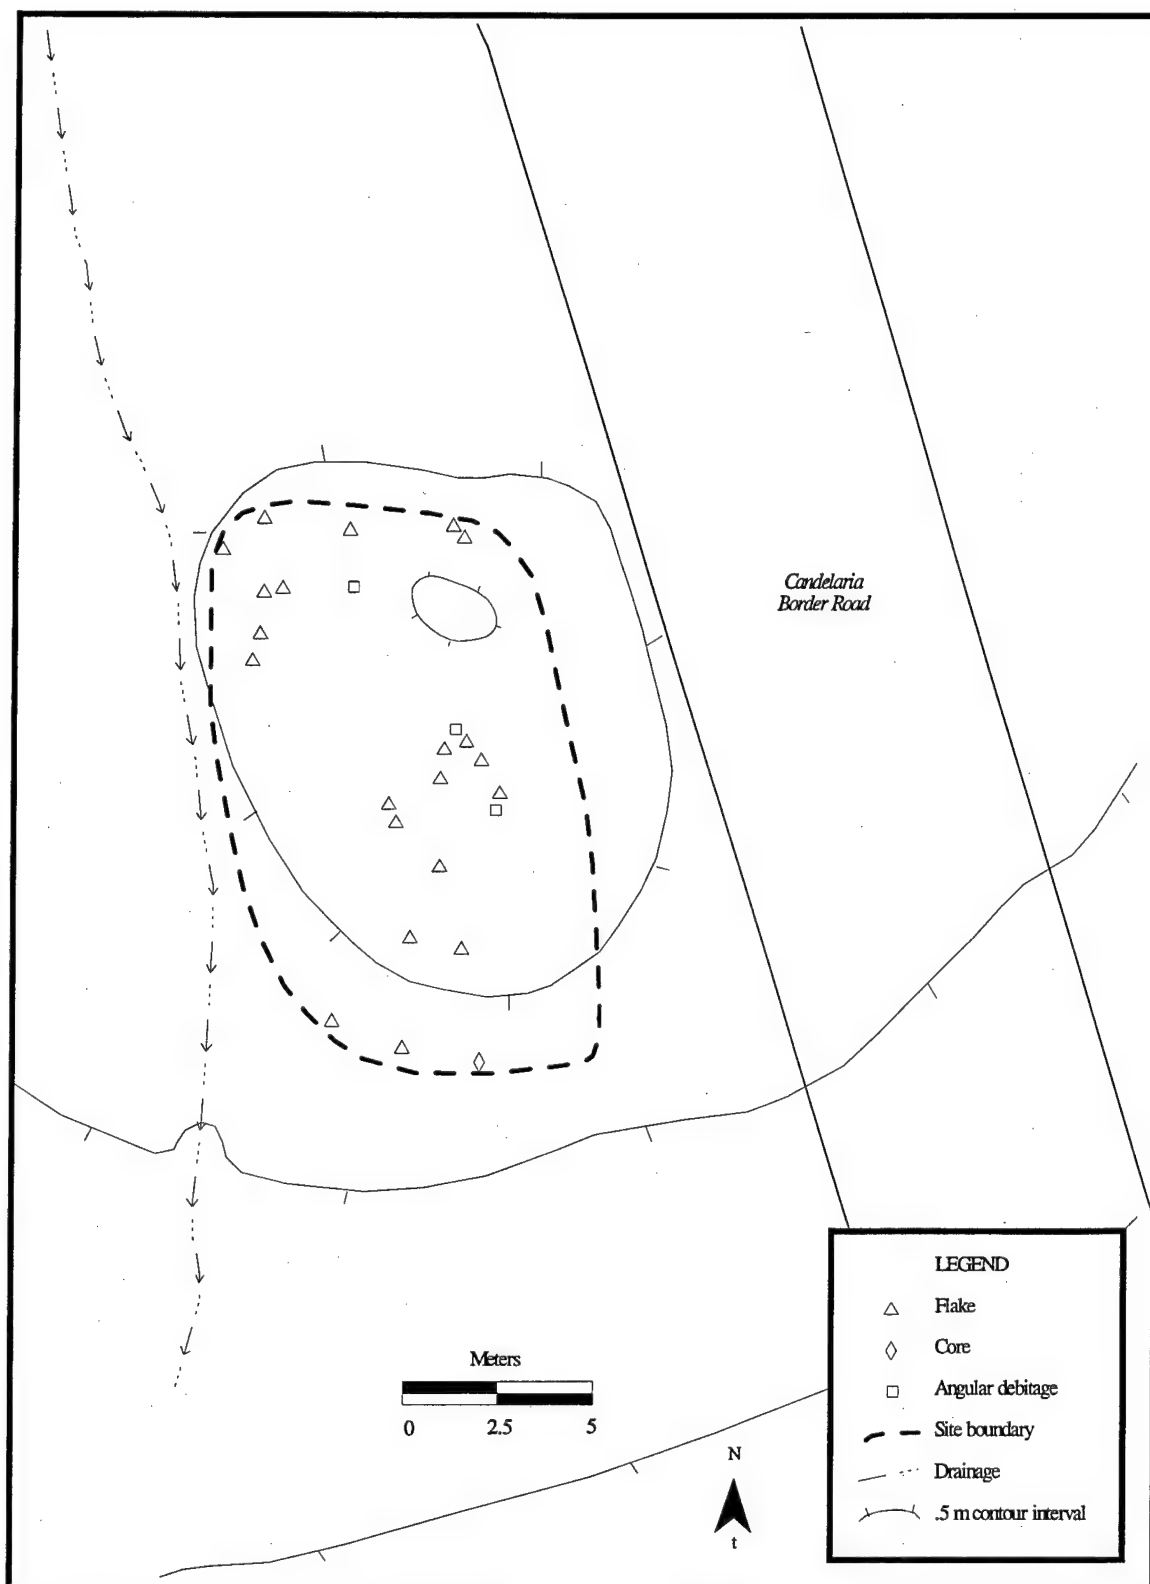 Candelaria
Border Road
LEGEND
Flake
Core
Angular debitage
Site boundary
Drainage
.5 m contour interval
Meters
0 2.5 5
N
t